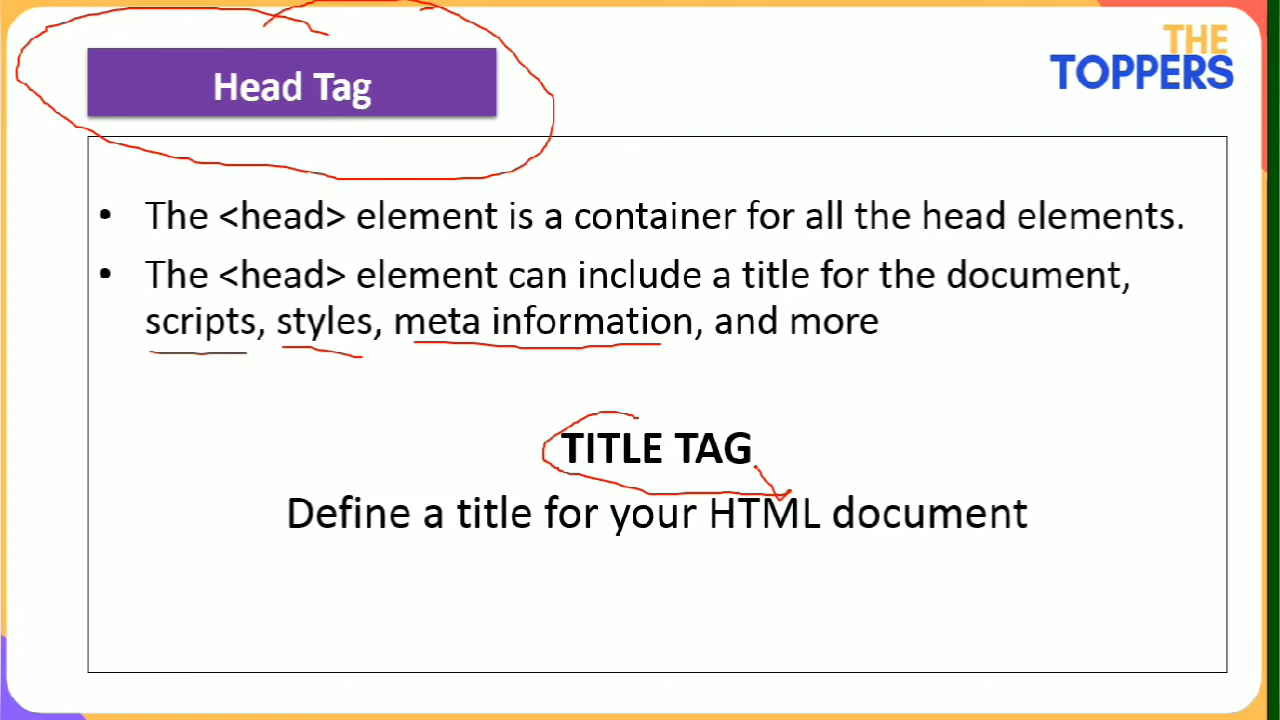 THE
TOPPERS
Head Tag
• The <head> element is a container for all the head elements.
• The <head> element can include a title for the document,
scripts, styles, meta information, and more
TITLE TAG
Define a title for your HTML document